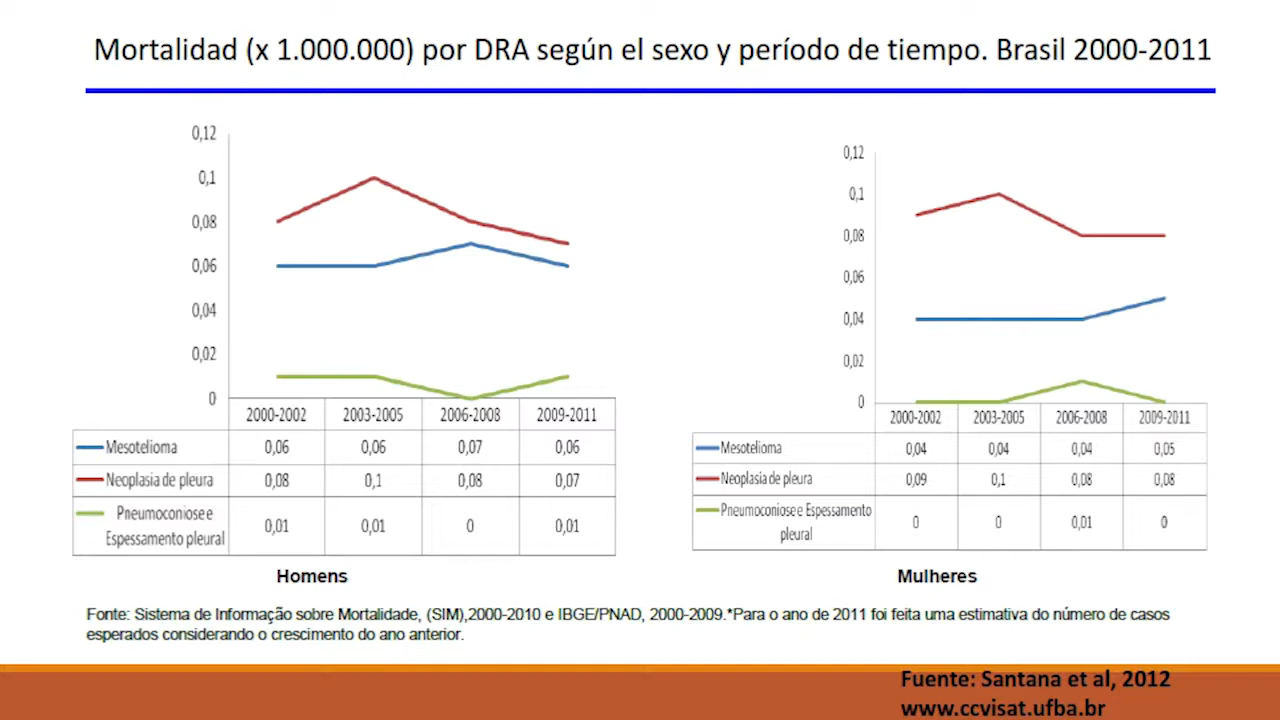 Mortalidad (x 1.000.000) por DRA según el sexo y período de tiempo. Brasil 2000-2011
0,12
0,1
0,08
0,06
0,04
0,02
0
2000-2002 2003-2005 2006-2008 2009-2011
Mesotelioma 0,06 0,06 0,07 0,06
Neoplasia de pleura 0,08 0,1 0,08 0,07
Pneumoconiose e
Espessamento pleural 0,01 0,01 0 0,01
Homens
0,12
0,1
0,08
0,06
0,04
0,02
0
2000-2002 2003-2005 2006-2008 2009-2011
Mesotelioma 0,04 0,04 0,04 0,05
Neoplasia de pleura 0,09 0,1 0,08 0,08
Pneumoconiose e Espessamento
pleural 0 0 0,01 0
Mulheres
Fonte: Sistema de Informação sobre Mortalidade, (SIM),2000-2010 e IBGE/PNAD, 2000-2009.*Para o ano de 2011 foi feita uma estimativa do número de casos
esperados considerando o crescimento do ano anterior.
Fuente: Santana et al, 2012
www.ccvisat.ufba.br